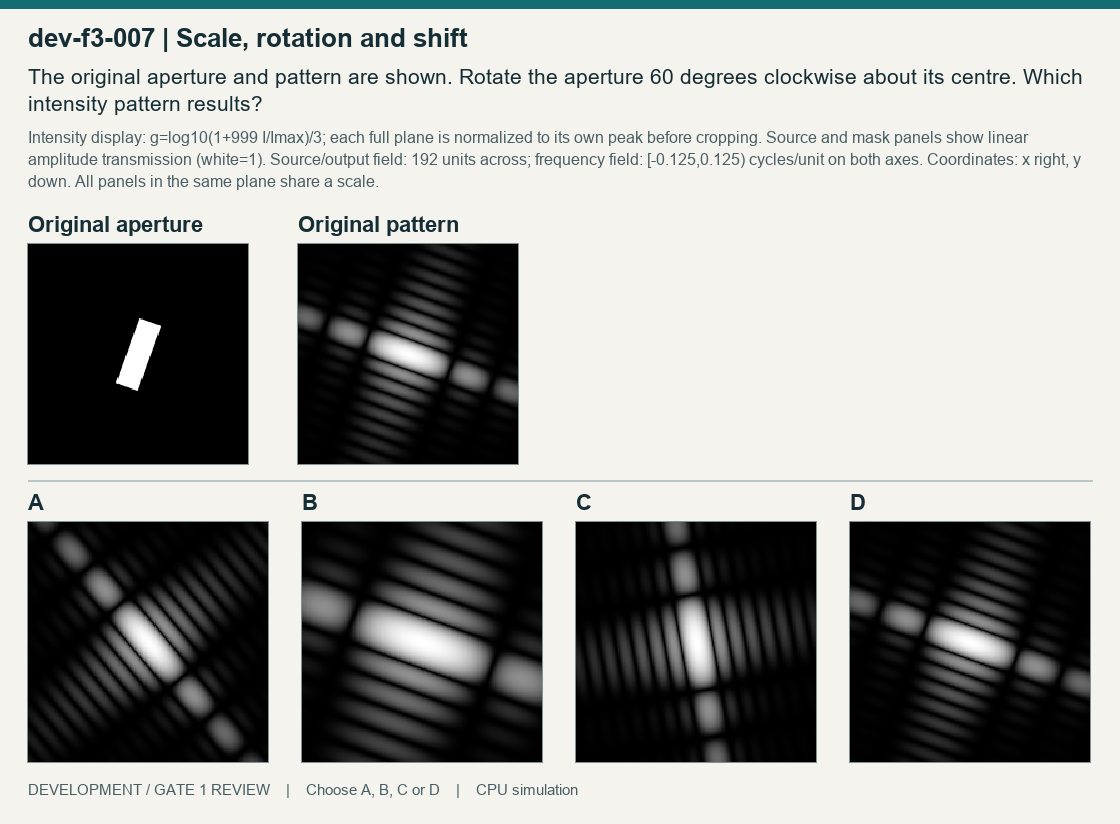 dev-f3-007 | Scale, rotation and shift
The original aperture and pattern are shown. Rotate the aperture 60 degrees clockwise about its centre. Which
intensity pattern results?
Intensity display: g=log10(1+999 I/Imax)/3; each full plane is normalized to its own peak before cropping. Source and mask panels show linear
amplitude transmission (white=1). Source/output field: 192 units across; frequency field: [-0.125,0.125) cycles/unit on both axes. Coordinates: x right, y
down. All panels in the same plane share a scale.
Original aperture
Original pattern
A
B
C
D
DEVELOPMENT / GATE 1 REVIEW | Choose A, B, C or D | CPU simulation